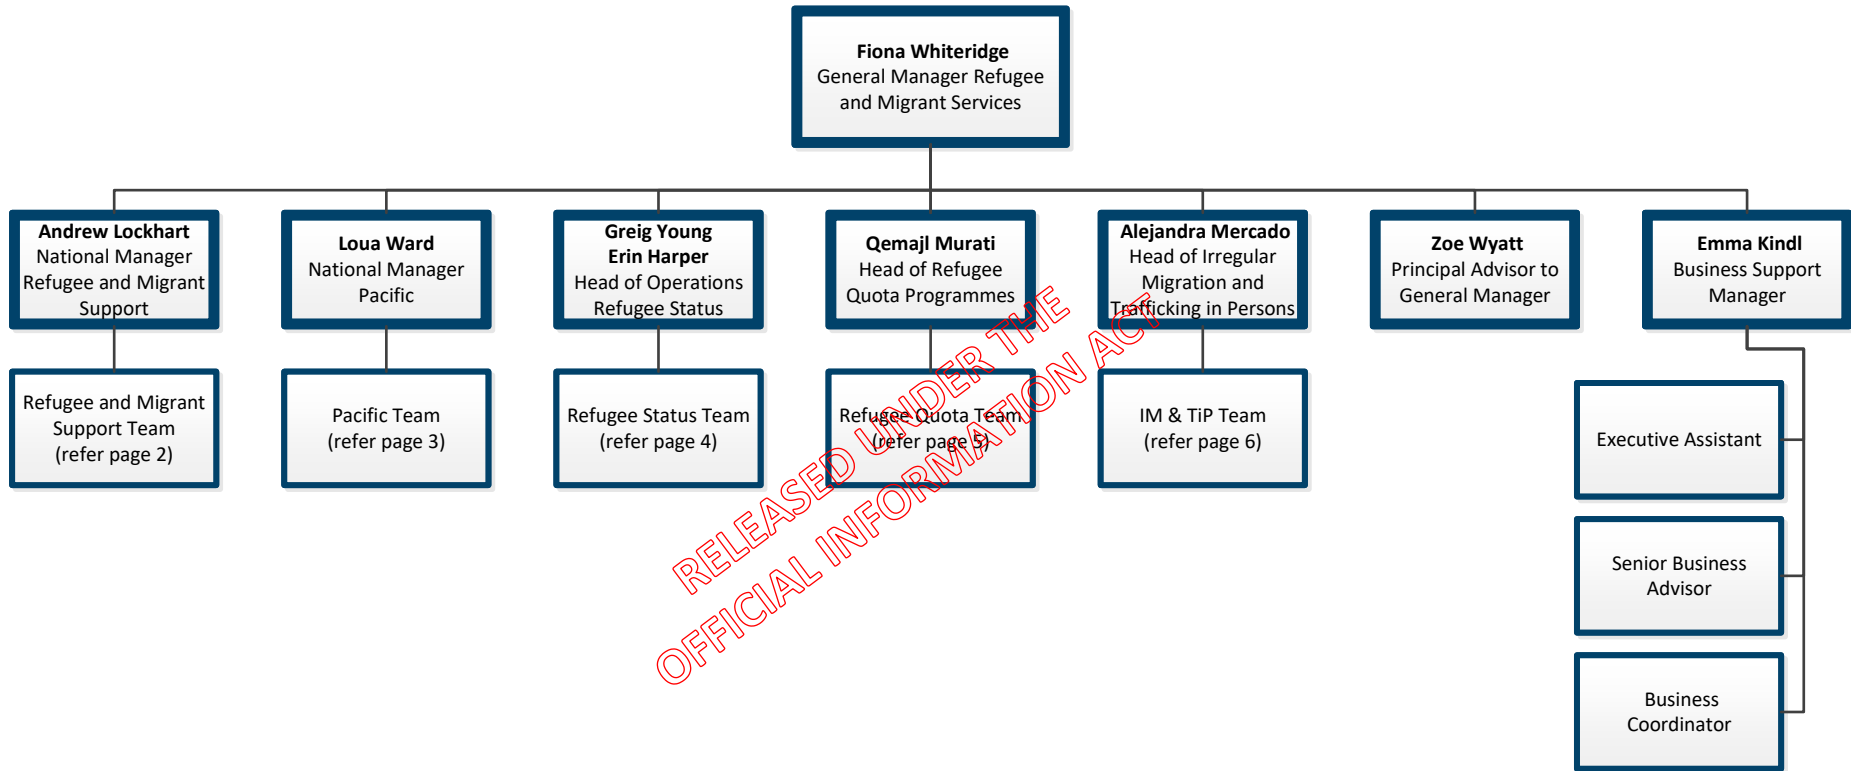 Fiona Whiteridge
General Manager Refugee
and Migrant Services
Andrew Lockhart
National Manager
Refugee and Migrant
Support
Loua Ward
National Manager
Pacific
Greig Young
Erin Harper
Head of Operations
Refugee Status
Qemajl Murati
Head of Refugee
Quota Programmes
Alejandra Mercado
Head of Irregular
Migration and
Trafficking in Persons
Zoe Wyatt
Principal Advisor to
General Manager
Emma Kindl
Business Support
Manager
Refugee and Migrant
Support Team
(refer page 2)
Pacific Team
(refer page 3)
Refugee Status Team
(refer page 4)
Refugee Quota Team
(refer page 5)
IM & TiP Team
(refer page 6)
Executive Assistant
Senior Business
Advisor
Business
Coordinator
RELEASED UNDER THE
OFFICIAL INFORMATION ACT